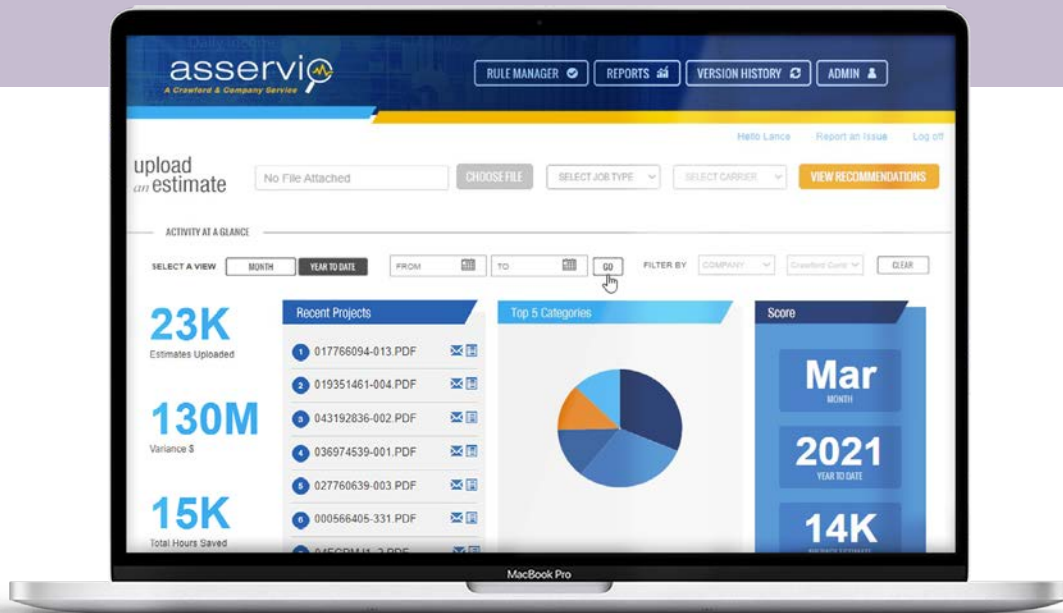 asservio
A Crawford & Company Service
RULE MANAGER
REPORTS
VERSION HISTORY
ADMIN
Hello Lance Report an Issue Log off
upload
an estimate
No File Attached
CHOOSE FILE
SELECT JOB TYPE
SELECT CARRIER
VIEW RECOMMENDATIONS
ACTIVITY AT A GLANCE
SELECT A VIEW
MONTH
YEAR TO DATE
FROM
TO
GO
FILTER BY
COMPANY
CLEAR
23K
Estimates Uploaded
130M
Variance $
15K
Total Hours Saved
Recent Projects
1 017766094-013.PDF
2 019351461-004.PDF
3 043192836-002.PDF
4 036974539-001.PDF
5 027760639-003.PDF
6 000566405-331.PDF
Top 5 Categories
Score
Mar
MONTH
2021
YEAR TO DATE
14K
MacBook Pro